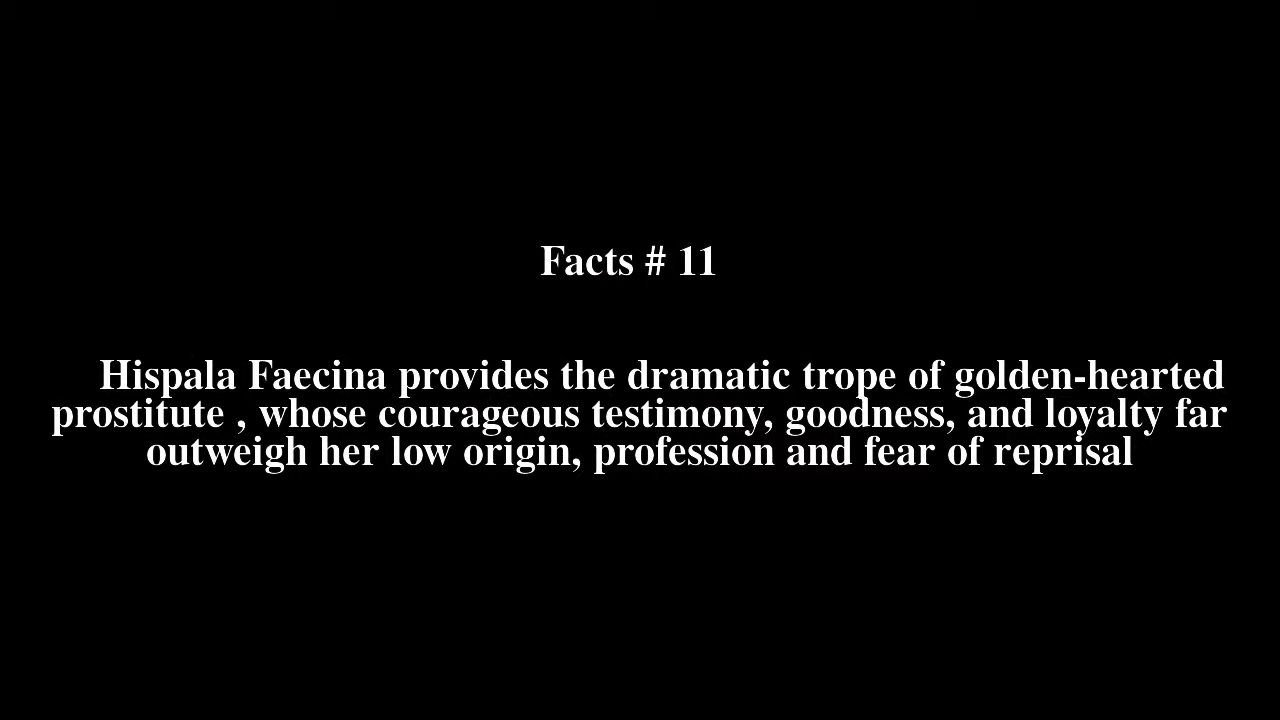 Facts # 11
Hispala Faecina provides the dramatic trope of golden-hearted
prostitute , whose courageous testimony, goodness, and loyalty far
outweigh her low origin, profession and fear of reprisal